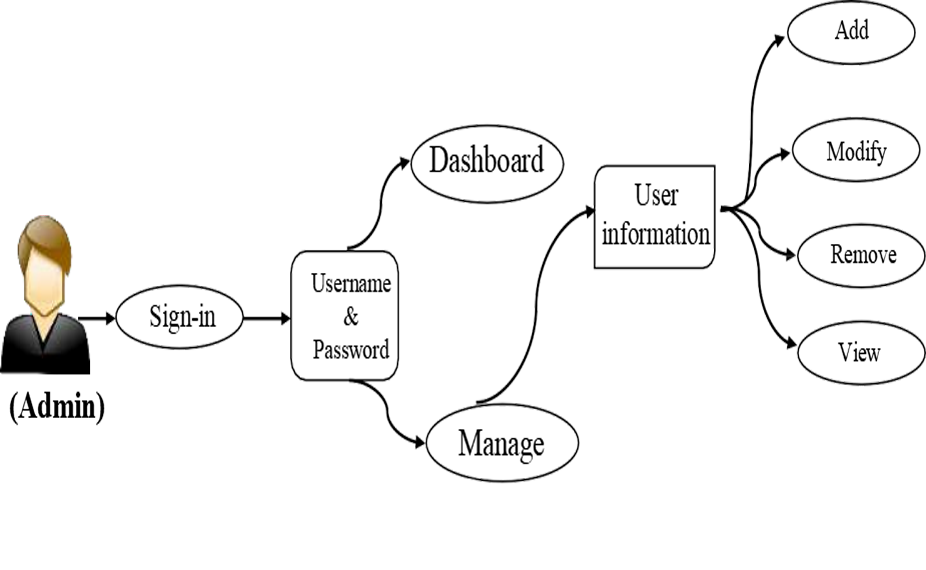 (Admin)
Sign-in
Username
&
Password
Dashboard
Manage
User
information
Add
Modify
Remove
View